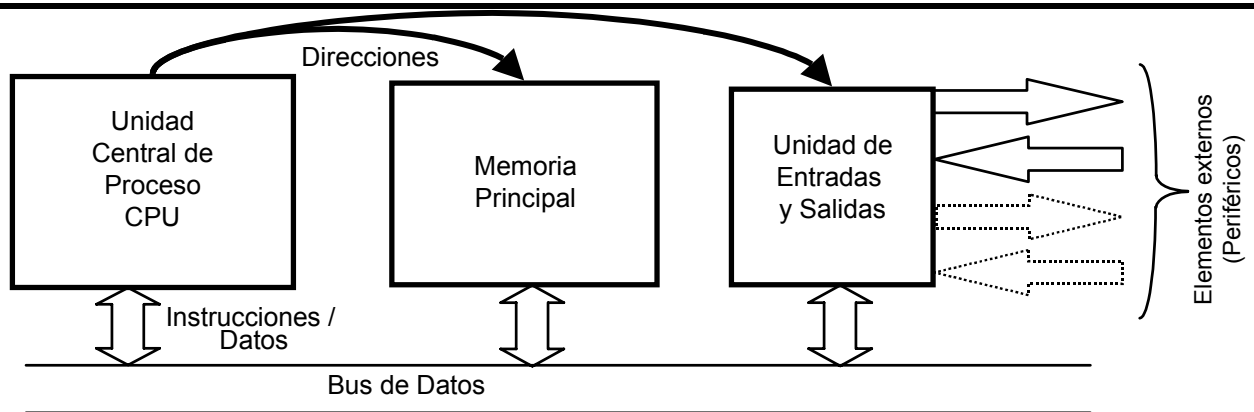 Direcciones
Unidad
Central de
Proceso
CPU
Memoria
Principal
Unidad de
Entradas
y Salidas
Elementos externos
(Periféricos)
Instrucciones /
Datos
Bus de Datos